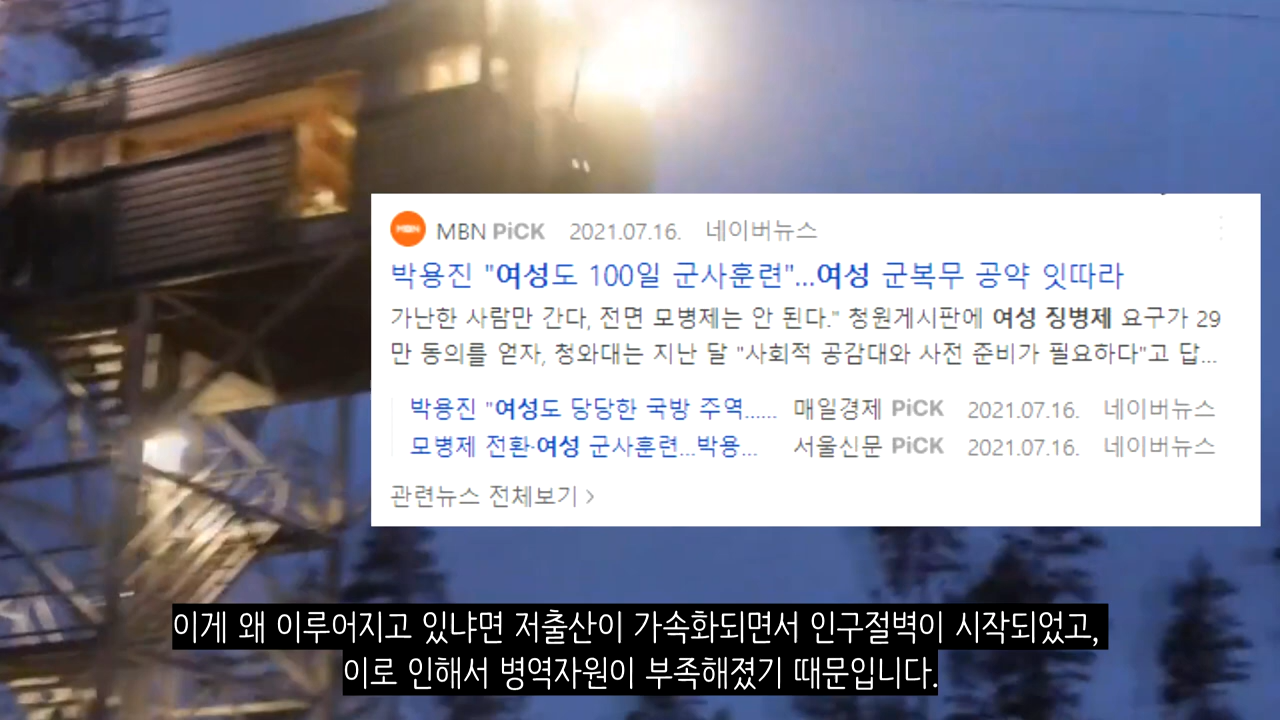 MBN PiCK 2021.07.16. 네이버뉴스
박용진 "여성도 100일 군사훈련"...여성 군복무 공약 잇따라
가난한 사람만 간다, 전면 모병제는 안 된다." 청원게시판에 여성 징병제 요구가 29
만 동의를 얻자, 청와대는 지난 달 "사회적 공감대와 사전 준비가 필요하다"고 답...
박용진 "여성도 당당한 국방 주역...... 매일경제 PiCK 2021.07.16. 네이버뉴스
모병제 전환·여성 군사훈련...박용... 서울신문 PiCK 2021.07.16. 네이버뉴스
관련뉴스 전체보기 >
이게 왜 이루어지고 있냐면 저출산이 가속화되면서 인구절벽이 시작되었고,
이로 인해서 병역자원이 부족해졌기 때문입니다.